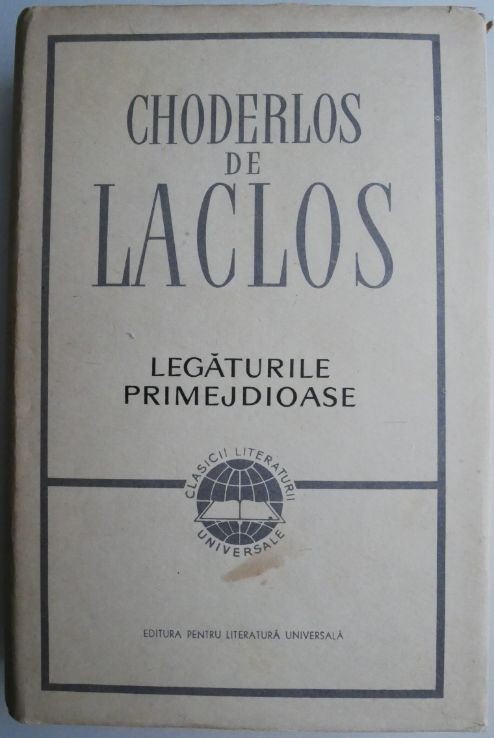 CHODERLOS
DE
LACLOS
LEGĂTURILE
PRIMEJDIOASE
CLASICII LITERATURII
UNIVERSALE
EDITURA PENTRU LITERATURĂ UNIVERSALĂ